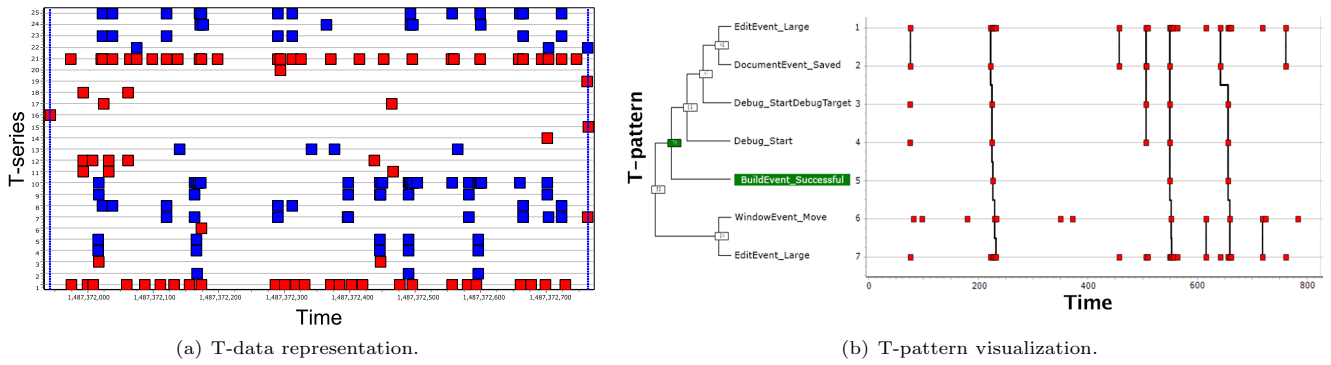 25
24
23
22
21
20
19
18
17
16
15
14
13
12
11
10
9
8
7
6
5
4
3
2
1
T-series
1,487,372,000 1,487,372,100 1,487,372,200 1,487,372,300 1,487,372,400 1,487,372,500 1,487,372,600 1,487,372,700
Time
(a) T-data representation.
T-pattern
EditEvent_Large 1
DocumentEvent_Saved 2
Debug_StartDebugTarget 3
Debug_Start 4
BuildEvent_Successful 5
WindowEvent_Move 6
EditEvent_Large 7
0 200 400 600 800
Time
(b) T-pattern visualization.